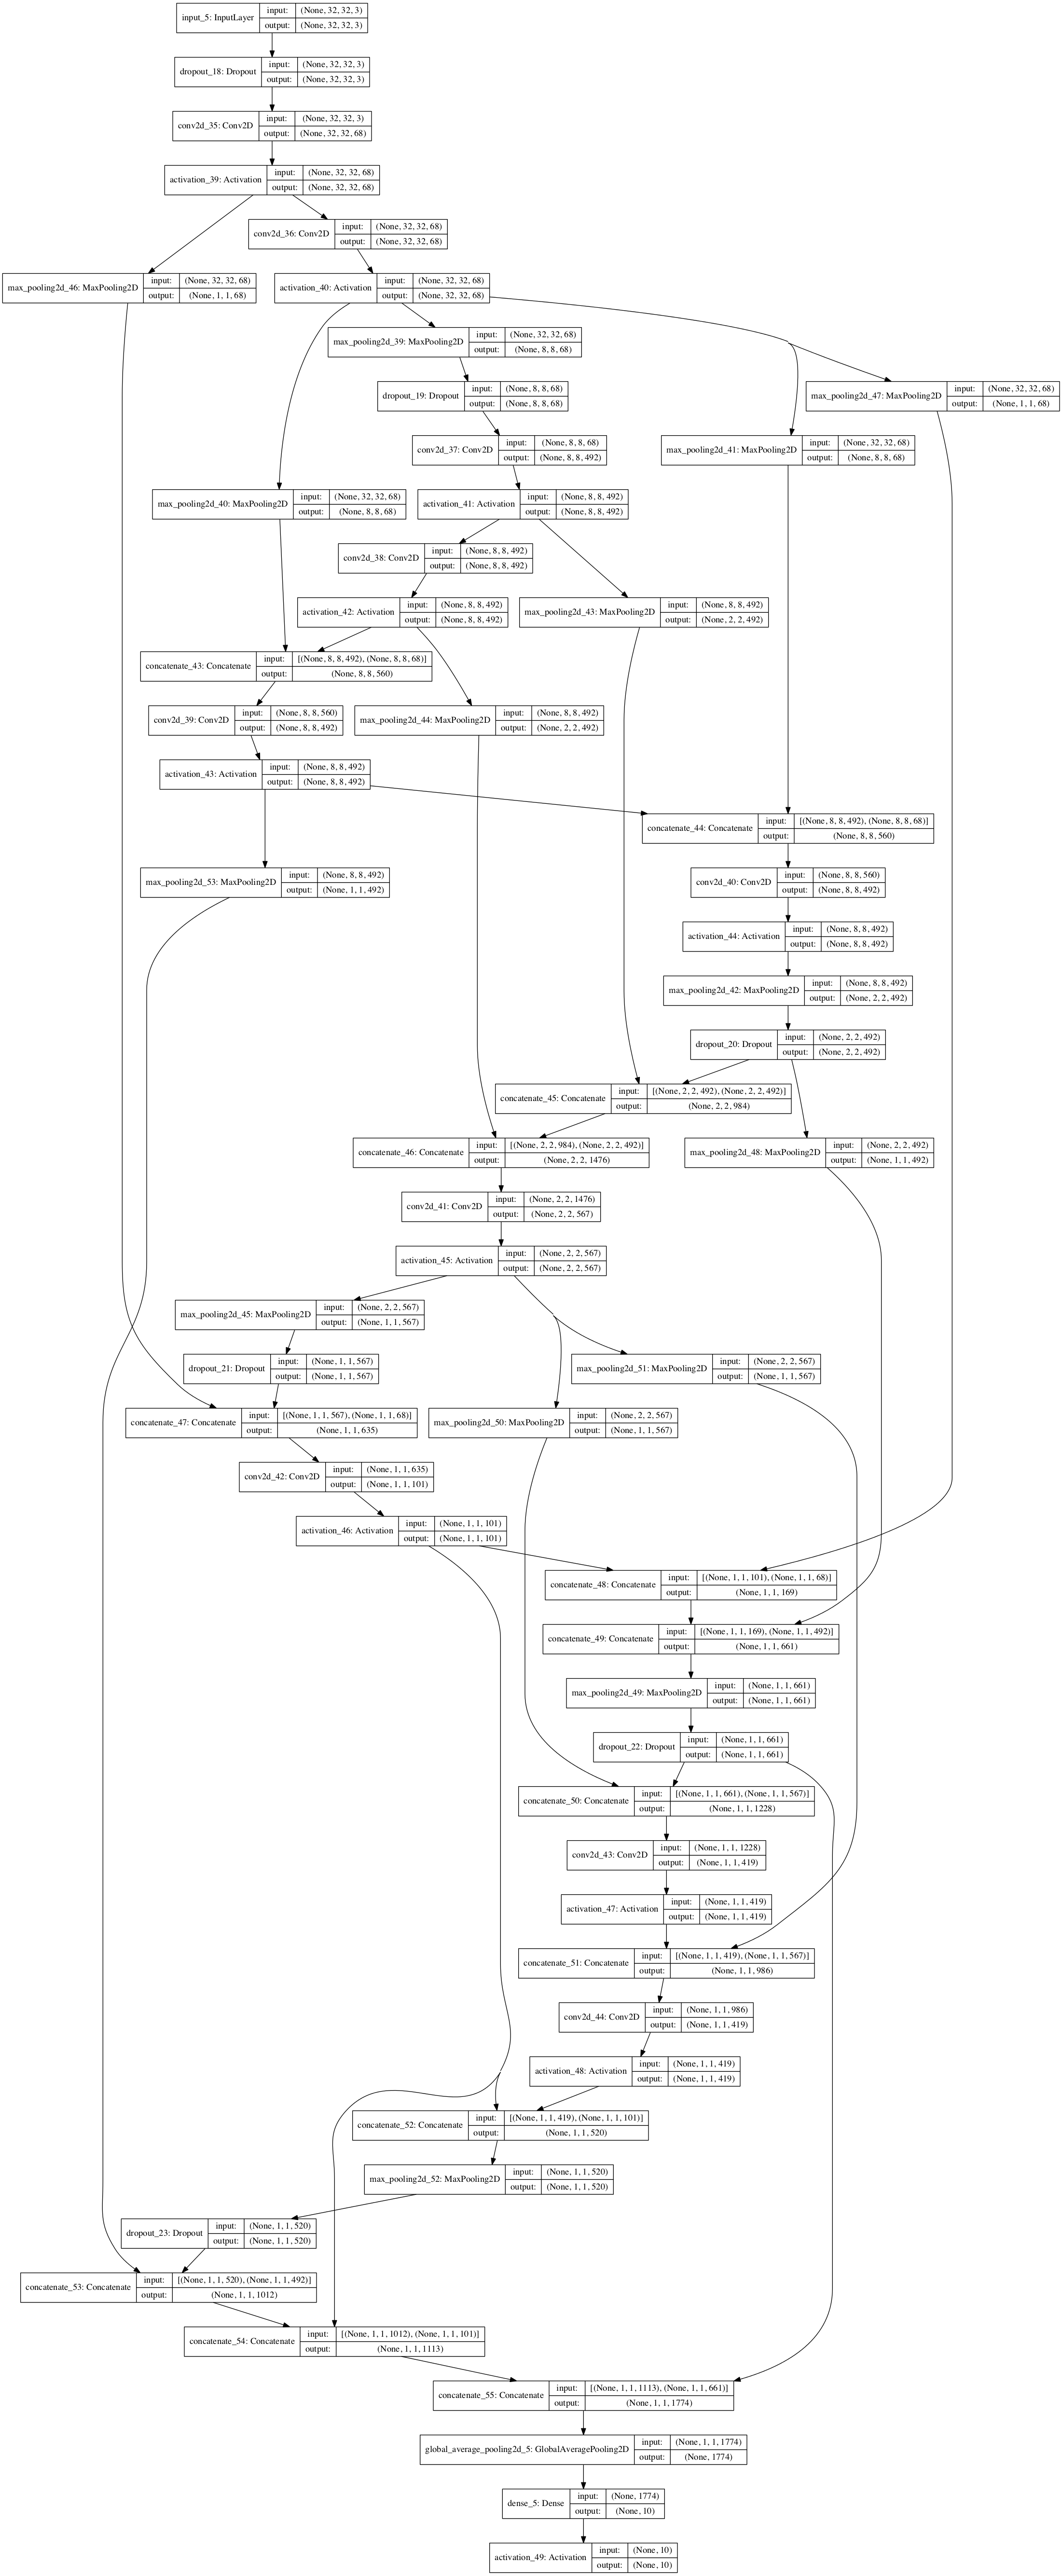 input_5: InputLayer input: (None, 32, 32, 3)
output: (None, 32, 32, 3)
dropout_18: Dropout input: (None, 32, 32, 3)
output: (None, 32, 32, 3)
conv2d_35: Conv2D input: (None, 32, 32, 3)
output: (None, 32, 32, 68)
activation_39: Activation input: (None, 32, 32, 68)
output: (None, 32, 32, 68)
conv2d_36: Conv2D input: (None, 32, 32, 68)
output: (None, 32, 32, 68)
max_pooling2d_46: MaxPooling2D input: (None, 32, 32, 68)
output: (None, 1, 1, 68)
activation_40: Activation input: (None, 32, 32, 68)
output: (None, 32, 32, 68)
max_pooling2d_39: MaxPooling2D input: (None, 32, 32, 68)
output: (None, 8, 8, 68)
dropout_19: Dropout input: (None, 8, 8, 68)
output: (None, 8, 8, 68)
max_pooling2d_47: MaxPooling2D input: (None, 32, 32, 68)
output: (None, 1, 1, 68)
conv2d_37: Conv2D input: (None, 8, 8, 68)
output: (None, 8, 8, 492)
max_pooling2d_41: MaxPooling2D input: (None, 32, 32, 68)
output: (None, 8, 8, 68)
max_pooling2d_40: MaxPooling2D input: (None, 32, 32, 68)
output: (None, 8, 8, 68)
activation_41: Activation input: (None, 8, 8, 492)
output: (None, 8, 8, 492)
conv2d_38: Conv2D input: (None, 8, 8, 492)
output: (None, 8, 8, 492)
activation_42: Activation input: (None, 8, 8, 492)
output: (None, 8, 8, 492)
max_pooling2d_43: MaxPooling2D input: (None, 8, 8, 492)
output: (None, 2, 2, 492)
concatenate_43: Concatenate input: [(None, 8, 8, 492), (None, 8, 8, 68)]
output: (None, 8, 8, 560)
conv2d_39: Conv2D input: (None, 8, 8, 560)
output: (None, 8, 8, 492)
max_pooling2d_44: MaxPooling2D input: (None, 8, 8, 492)
output: (None, 2, 2, 492)
activation_43: Activation input: (None, 8, 8, 492)
output: (None, 8, 8, 492)
concatenate_44: Concatenate input: [(None, 8, 8, 492), (None, 8, 8, 68)]
output: (None, 8, 8, 560)
max_pooling2d_53: MaxPooling2D input: (None, 8, 8, 492)
output: (None, 1, 1, 492)
conv2d_40: Conv2D input: (None, 8, 8, 560)
output: (None, 8, 8, 492)
activation_44: Activation input: (None, 8, 8, 492)
output: (None, 8, 8, 492)
max_pooling2d_42: MaxPooling2D input: (None, 8, 8, 492)
output: (None, 2, 2, 492)
dropout_20: Dropout input: (None, 2, 2, 492)
output: (None, 2, 2, 492)
concatenate_45: Concatenate input: [(None, 2, 2, 492), (None, 2, 2, 492)]
output: (None, 2, 2, 984)
concatenate_46: Concatenate input: [(None, 2, 2, 984), (None, 2, 2, 492)]
output: (None, 2, 2, 1476)
max_pooling2d_48: MaxPooling2D input: (None, 2, 2, 492)
output: (None, 1, 1, 492)
conv2d_41: Conv2D input: (None, 2, 2, 1476)
output: (None, 2, 2, 567)
activation_45: Activation input: (None, 2, 2, 567)
output: (None, 2, 2, 567)
max_pooling2d_45: MaxPooling2D input: (None, 2, 2, 567)
output: (None, 1, 1, 567)
dropout_21: Dropout input: (None, 1, 1, 567)
output: (None, 1, 1, 567)
max_pooling2d_51: MaxPooling2D input: (None, 2, 2, 567)
output: (None, 1, 1, 567)
concatenate_47: Concatenate input: [(None, 1, 1, 567), (None, 1, 1, 68)]
output: (None, 1, 1, 635)
max_pooling2d_50: MaxPooling2D input: (None, 2, 2, 567)
output: (None, 1, 1, 567)
conv2d_42: Conv2D input: (None, 1, 1, 635)
output: (None, 1, 1, 101)
activation_46: Activation input: (None, 1, 1, 101)
output: (None, 1, 1, 101)
concatenate_48: Concatenate input: [(None, 1, 1, 101), (None, 1, 1, 68)]
output: (None, 1, 1, 169)
concatenate_49: Concatenate input: [(None, 1, 1, 169), (None, 1, 1, 492)]
output: (None, 1, 1, 661)
max_pooling2d_49: MaxPooling2D input: (None, 1, 1, 661)
output: (None, 1, 1, 661)
dropout_22: Dropout input: (None, 1, 1, 661)
output: (None, 1, 1, 661)
concatenate_50: Concatenate input: [(None, 1, 1, 661), (None, 1, 1, 567)]
output: (None, 1, 1, 1228)
conv2d_43: Conv2D input: (None, 1, 1, 1228)
output: (None, 1, 1, 419)
activation_47: Activation input: (None, 1, 1, 419)
output: (None, 1, 1, 419)
concatenate_51: Concatenate input: [(None, 1, 1, 419), (None, 1, 1, 567)]
output: (None, 1, 1, 986)
conv2d_44: Conv2D input: (None, 1, 1, 986)
output: (None, 1, 1, 419)
activation_48: Activation input: (None, 1, 1, 419)
output: (None, 1, 1, 419)
concatenate_52: Concatenate input: [(None, 1, 1, 419), (None, 1, 1, 101)]
output: (None, 1, 1, 520)
max_pooling2d_52: MaxPooling2D input: (None, 1, 1, 520)
output: (None, 1, 1, 520)
dropout_23: Dropout input: (None, 1, 1, 520)
output: (None, 1, 1, 520)
concatenate_53: Concatenate input: [(None, 1, 1, 520), (None, 1, 1, 492)]
output: (None, 1, 1, 1012)
concatenate_54: Concatenate input: [(None, 1, 1, 1012), (None, 1, 1, 101)]
output: (None, 1, 1, 1113)
concatenate_55: Concatenate input: [(None, 1, 1, 1113), (None, 1, 1, 661)]
output: (None, 1, 1, 1774)
global_average_pooling2d_5: GlobalAveragePooling2D input: (None, 1, 1, 1774)
output: (None, 1774)
dense_5: Dense input: (None, 1774)
output: (None, 10)
activation_49: Activation input: (None, 10)
output: (None, 10)